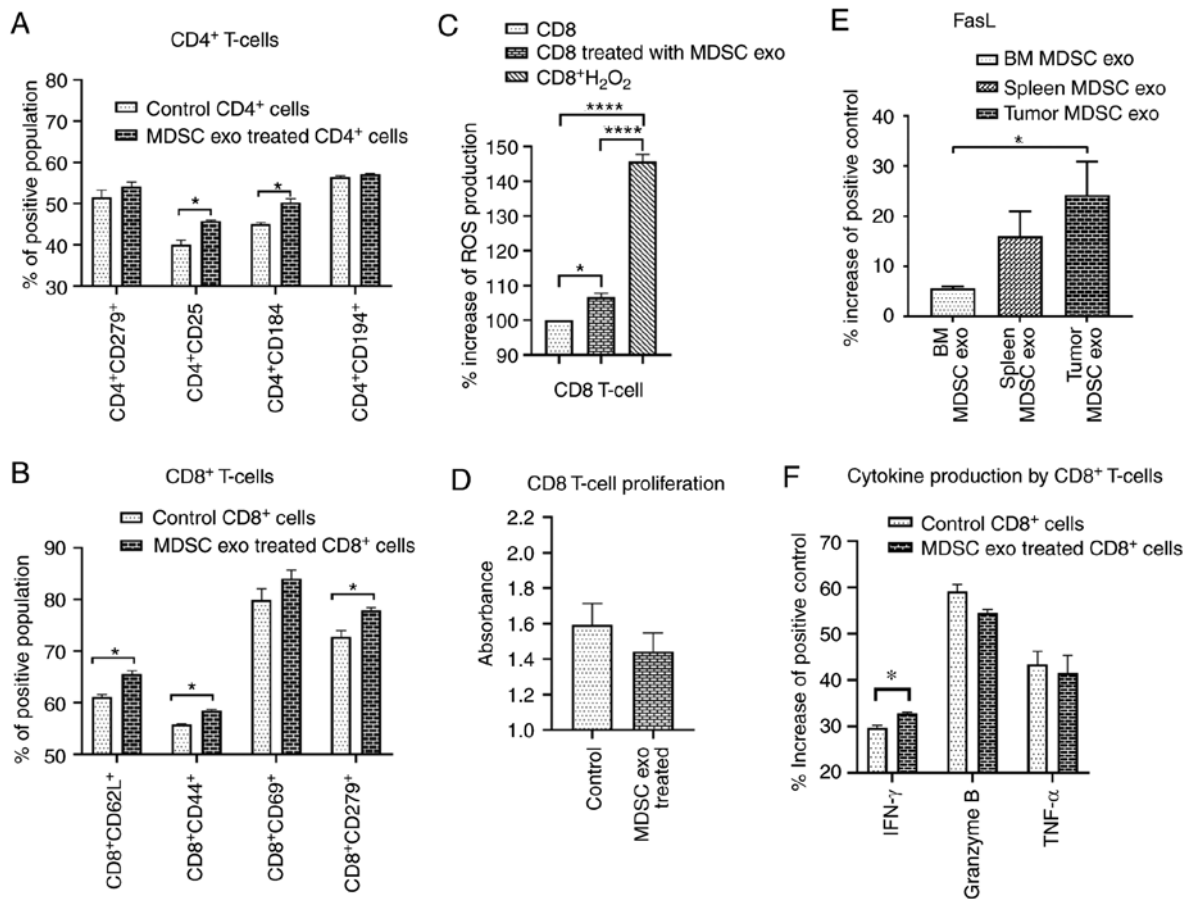 A
CD4⁺ T-cells
Control CD4⁺ cells
MDSC exo treated CD4⁺ cells
% of positive population
80
70
60
50
40
30
*
*
CD4⁺CD279⁺
CD4⁺CD25
CD4⁺CD184
CD4⁺CD194⁺
B
CD8⁺ T-cells
Control CD8⁺ cells
MDSC exo treated CD8⁺ cells
% of positive population
90
80
70
60
50
*
*
*
CD8⁺CD62L⁺
CD8⁺CD44⁺
CD8⁺CD69⁺
CD8⁺CD279⁺
C
CD8
CD8 treated with MDSC exo
CD8⁺H₂O₂
% increase of ROS production
150
140
130
120
110
100
90
****
****
*
CD8 T-cell
D
CD8 T-cell proliferation
Absorbance
2.2
2.0
1.8
1.6
1.4
1.2
1.0
Control
MDSC exo
treated
E
FasL
BM MDSC exo
Spleen MDSC exo
Tumor MDSC exo
% increase of positive control
40
30
20
10
0
*
BM
MDSC exo
Spleen
MDSC exo
Tumor
MDSC exo
F
Cytokine production by CD8⁺ T-cells
Control CD8⁺ cells
MDSC exo treated CD8⁺ cells
% Increase of positive control
70
60
50
40
30
20
*
IFN-γ
Granzyme B
TNF-α